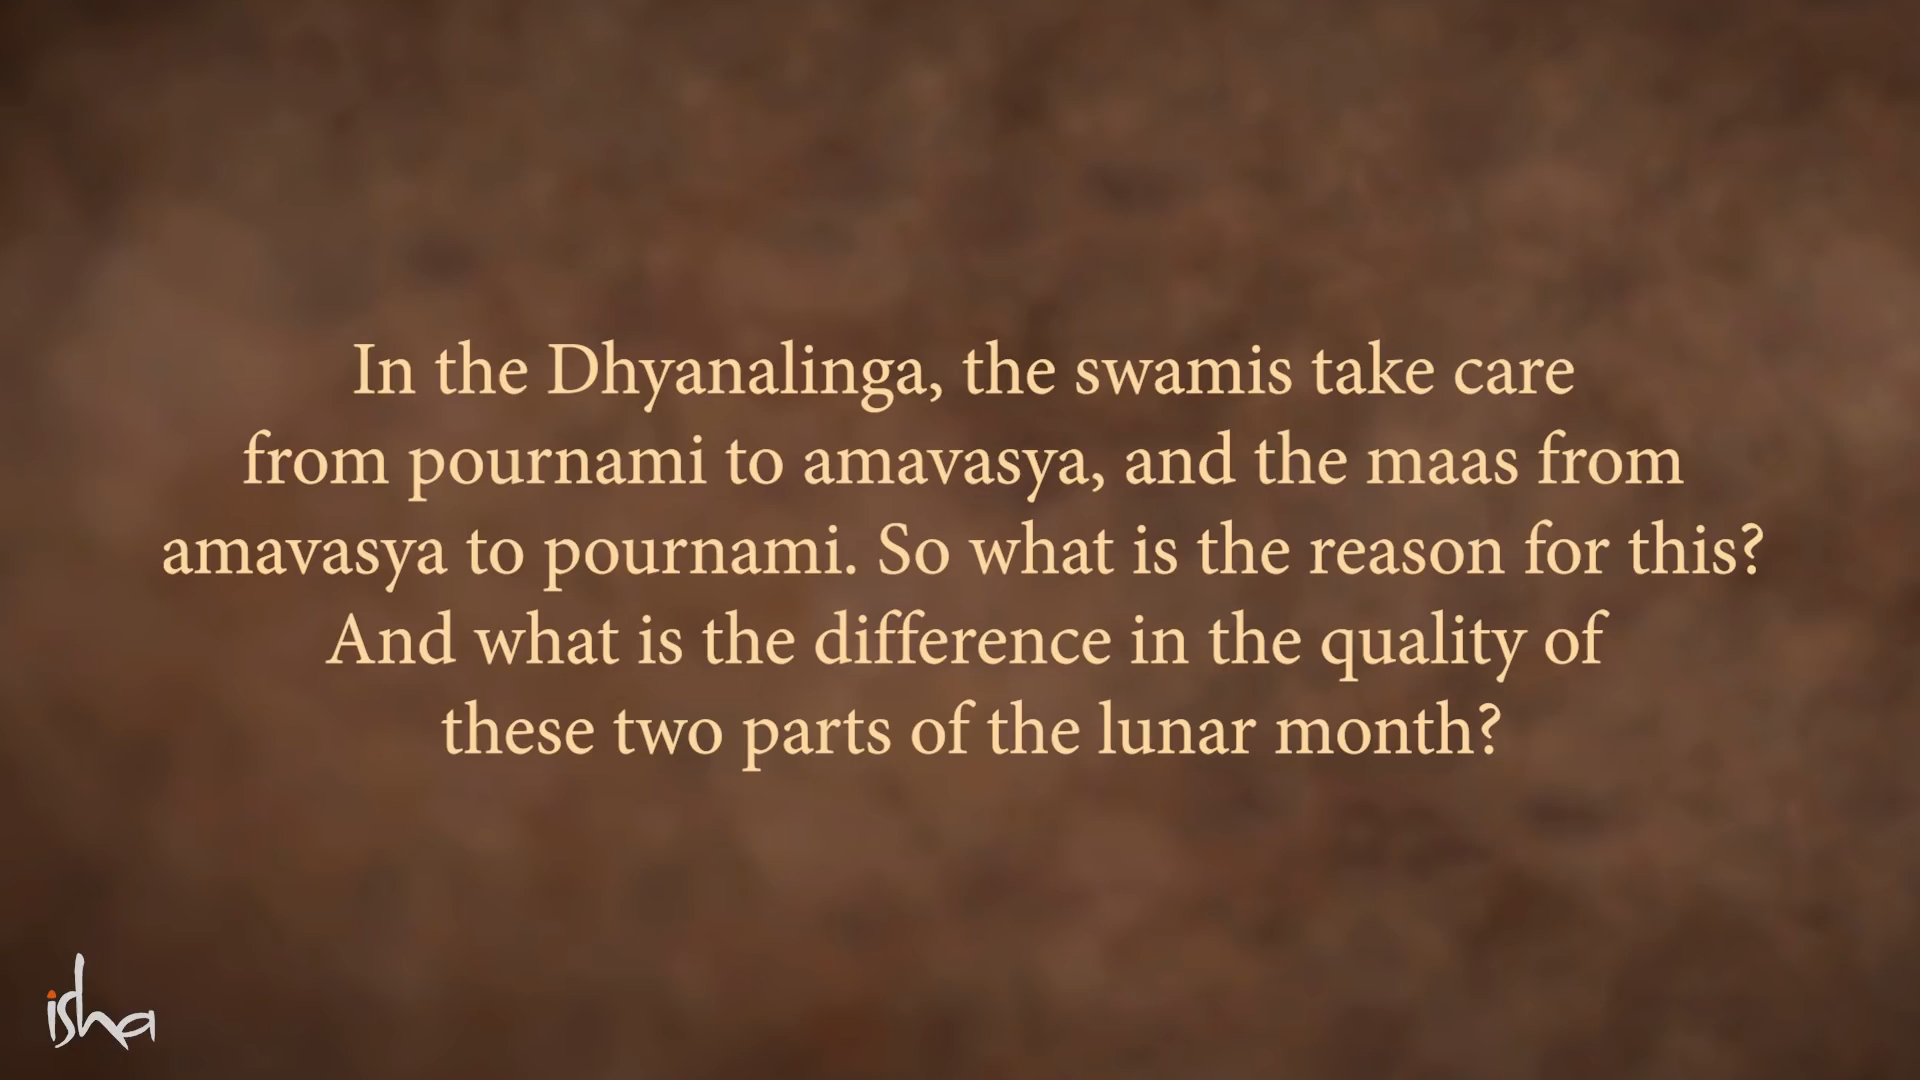 In the Dhyanalinga, the swamis take care
from pournami to amavasya, and the maas from
amavasya to pournami. So what is the reason for this?
And what is the difference in the quality of
these two parts of the lunar month?
isha